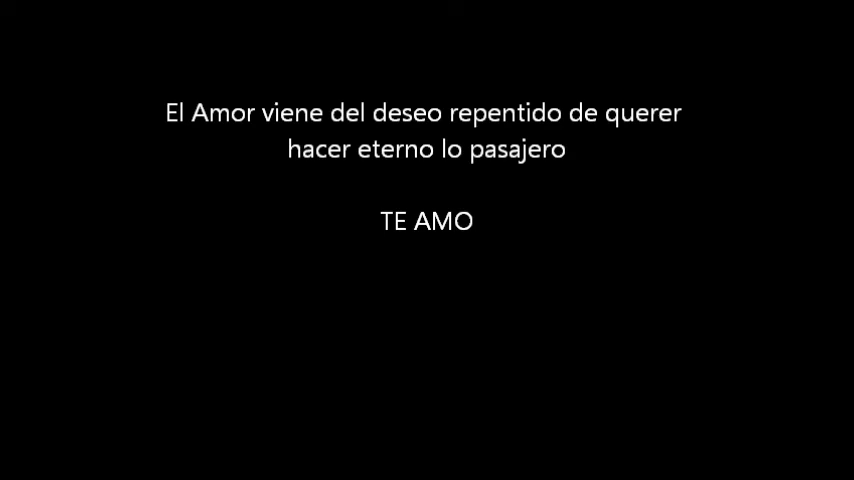 El Amor viene del deseo repentido de querer
hacer eterno lo pasajero
TE AMO